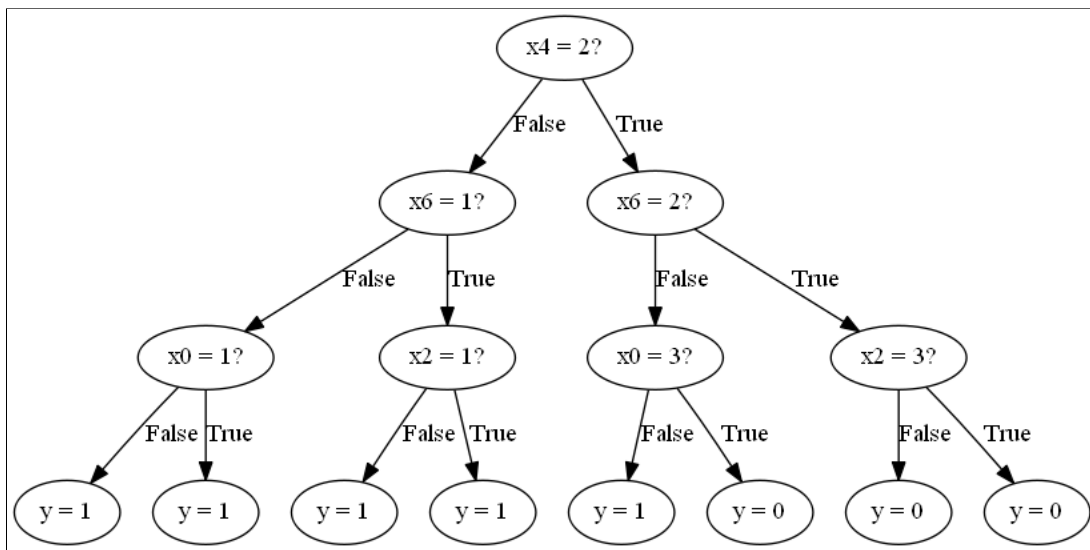 x4 = 2?
False True
x6 = 1? x6 = 2?
False True False True
x0 = 1? x2 = 1? x0 = 3? x2 = 3?
False True False True False True False True
y = 1 y = 1 y = 1 y = 1 y = 1 y = 0 y = 0 y = 0